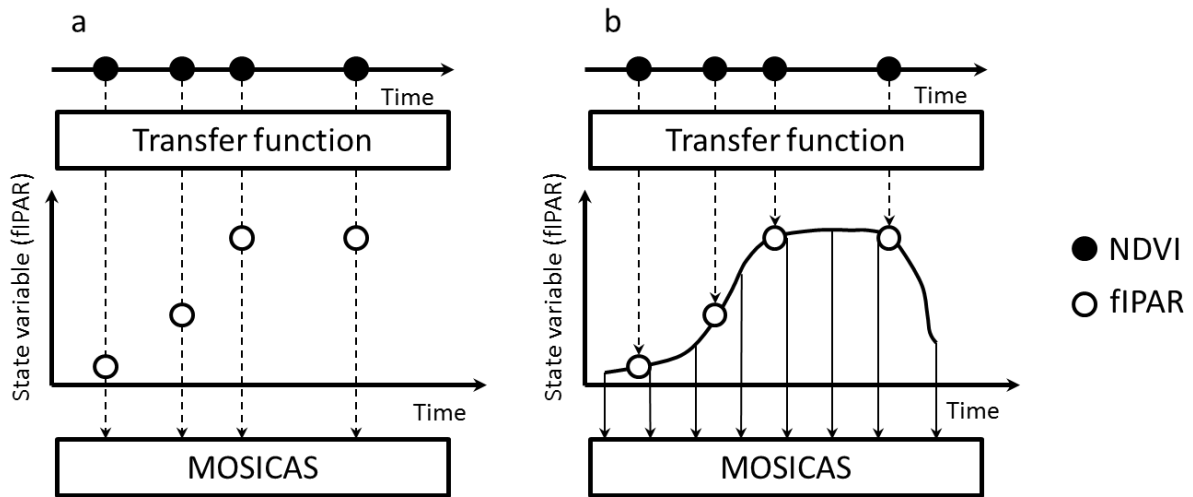 a
Time
Transfer function
State variable (fIPAR)
Time
MOSICAS
b
Time
Transfer function
State variable (fIPAR)
Time
MOSICAS
NDVI
fIPAR